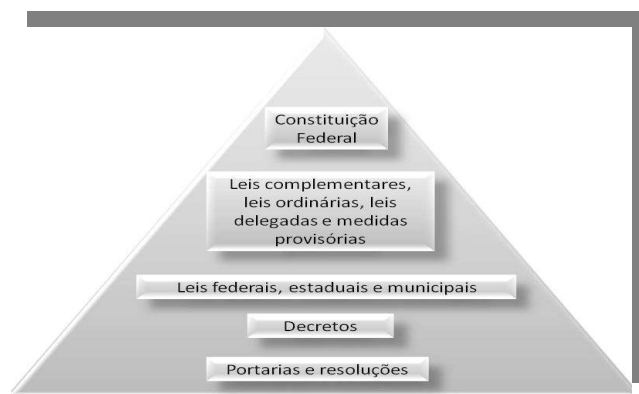 Constituição
Federal
Leis complementares,
leis ordinárias, leis
delegadas e medidas
provisórias
Leis federais, estaduais e municipais
Decretos
Portarias e resoluções